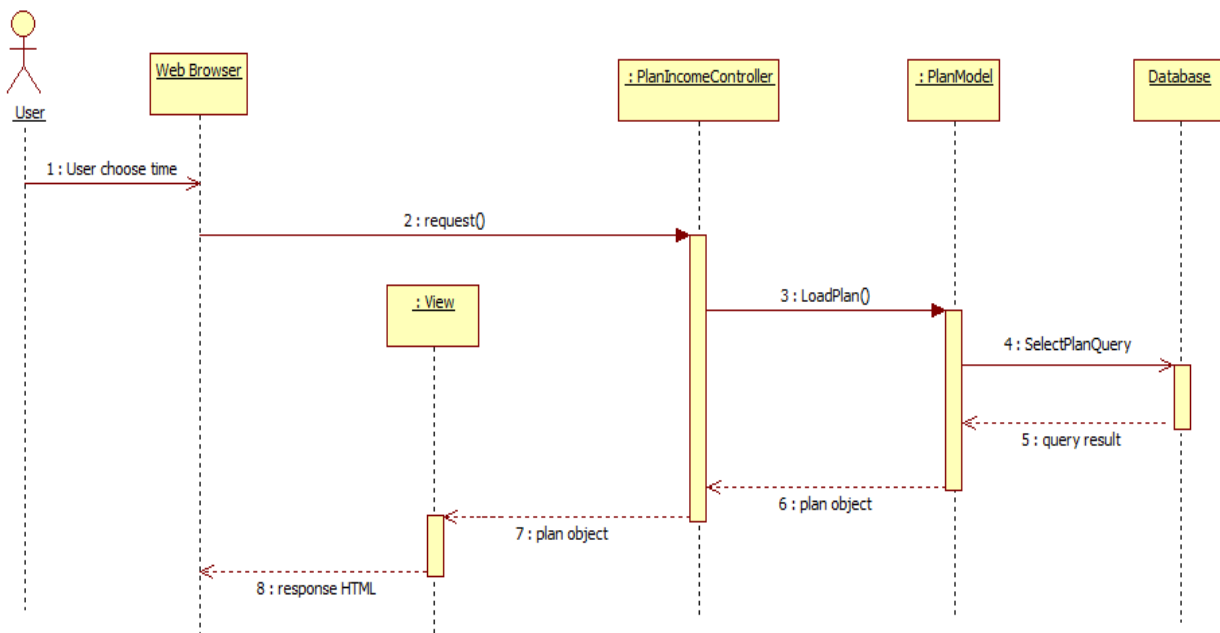 User
Web Browser
: PlanIncomeController
: PlanModel
Database
1 : User choose time
2 : request()
: View
3 : LoadPlan()
4 : SelectPlanQuery
5 : query result
6 : plan object
7 : plan object
8 : response HTML